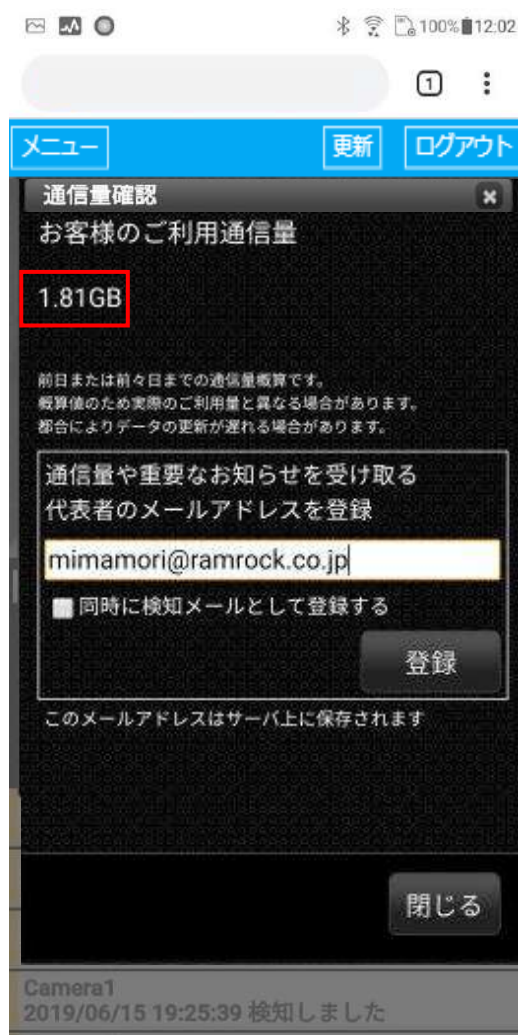 100% 12:02
1
メニュー 更新 ログアウト
通信量確認
お客様のご利用通信量
1.81GB
前日または前々日までの通信量概算です。
概算値のため実際のご利用量と異なる場合があります。
都合によりデータの更新が遅れる場合があります。
通信量や重要なお知らせを受け取る
代表者のメールアドレスを登録
mimamori@ramrock.co.jp
同時に検知メールとして登録する
登録
このメールアドレスはサーバ上に保存されます
閉じる
Camera1
2019/06/15 19:25:39 検知しました